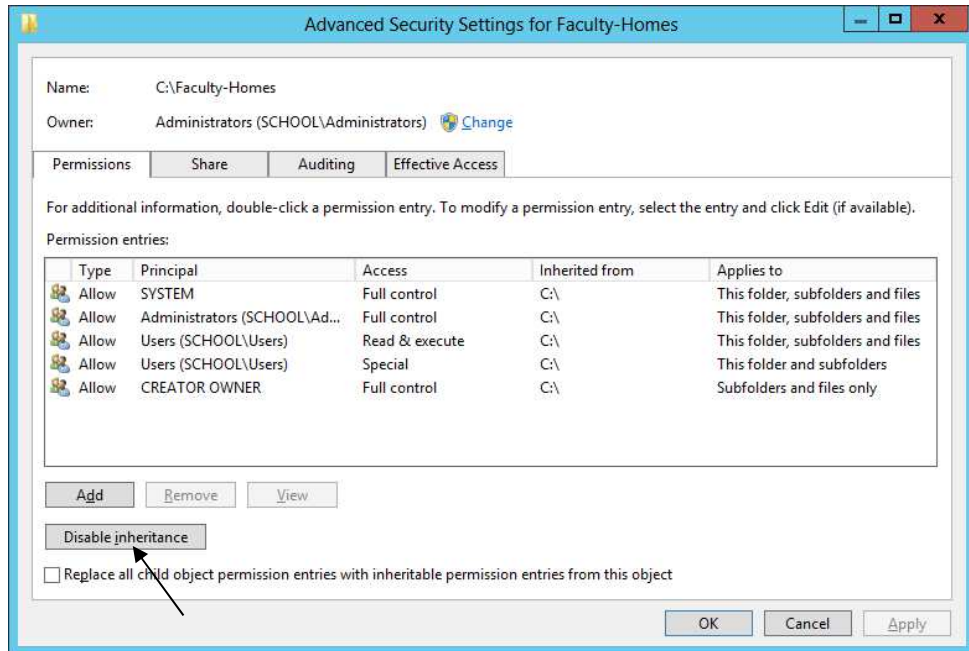 Advanced Security Settings for Faculty-Homes
Name: C:\Faculty-Homes
Owner: Administrators (SCHOOL\Administrators) Change
Permissions Share Auditing Effective Access
For additional information, double-click a permission entry. To modify a permission entry, select the entry and click Edit (if available).
Permission entries:
Type Principal Access Inherited from Applies to
Allow SYSTEM Full control C:\ This folder, subfolders and files
Allow Administrators (SCHOOL\Ad... Full control C:\ This folder, subfolders and files
Allow Users (SCHOOL\Users) Read & execute C:\ This folder, subfolders and files
Allow Users (SCHOOL\Users) Special C:\ This folder and subfolders
Allow CREATOR OWNER Full control C:\ Subfolders and files only
Add Remove View
Disable inheritance
Replace all child object permission entries with inheritable permission entries from this object
OK Cancel Apply